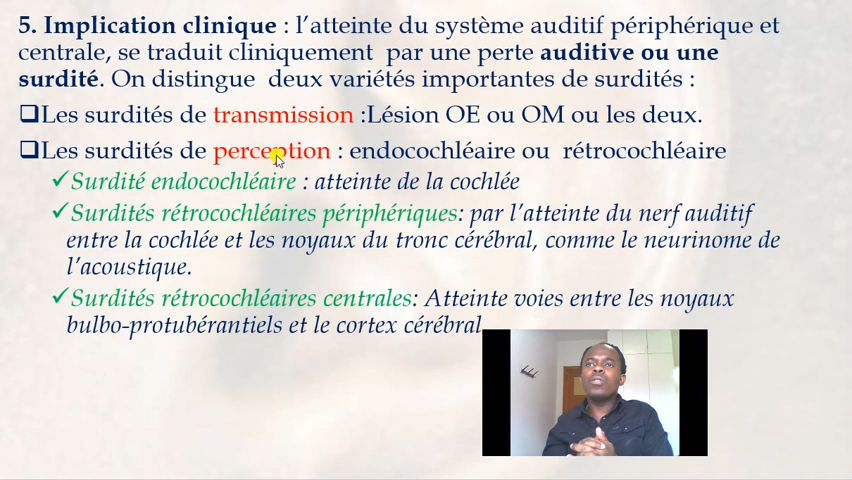 5. Implication clinique : l’atteinte du système auditif périphérique et
centrale, se traduit cliniquement par une perte auditive ou une
surdité. On distingue deux variétés importantes de surdités :
❑Les surdités de transmission :Lésion OE ou OM ou les deux.
❑Les surdités de perception : endocochléaire ou rétrocochléaire
✓Surdité endocochléaire : atteinte de la cochlée
✓Surdités rétrocochléaires périphériques: par l’atteinte du nerf auditif
entre la cochlée et les noyaux du tronc cérébral, comme le neurinome de
l’acoustique.
✓Surdités rétrocochléaires centrales: Atteinte voies entre les noyaux
bulbo-protubérantiels et le cortex cérébral